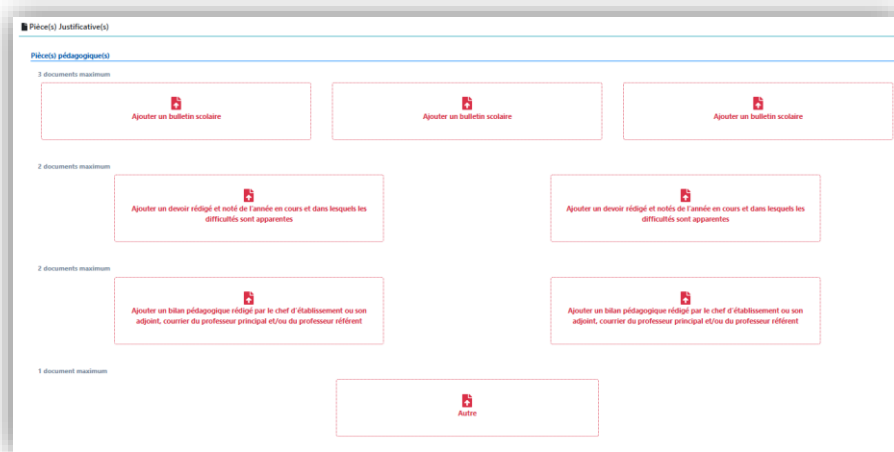 Pièce(s) Justificative(s)
Pièce(s) pédagogique(s)
3 documents maximum
Ajouter un bulletin scolaire
Ajouter un bulletin scolaire
Ajouter un bulletin scolaire
2 documents maximum
Ajouter un devoir rédigé et noté de l'année en cours et dans lesquels les
difficultés sont apparentes
Ajouter un devoir rédigé et notés de l'année en cours et dans lesquels les
difficultés sont apparentes
2 documents maximum
Ajouter un bilan pédagogique rédigé par le chef d'établissement ou son
adjoint, courrier du professeur principal et/ou du professeur référent
Ajouter un bilan pédagogique rédigé par le chef d'établissement ou son
adjoint, courrier du professeur principal et/ou du professeur référent
1 document maximum
Autre